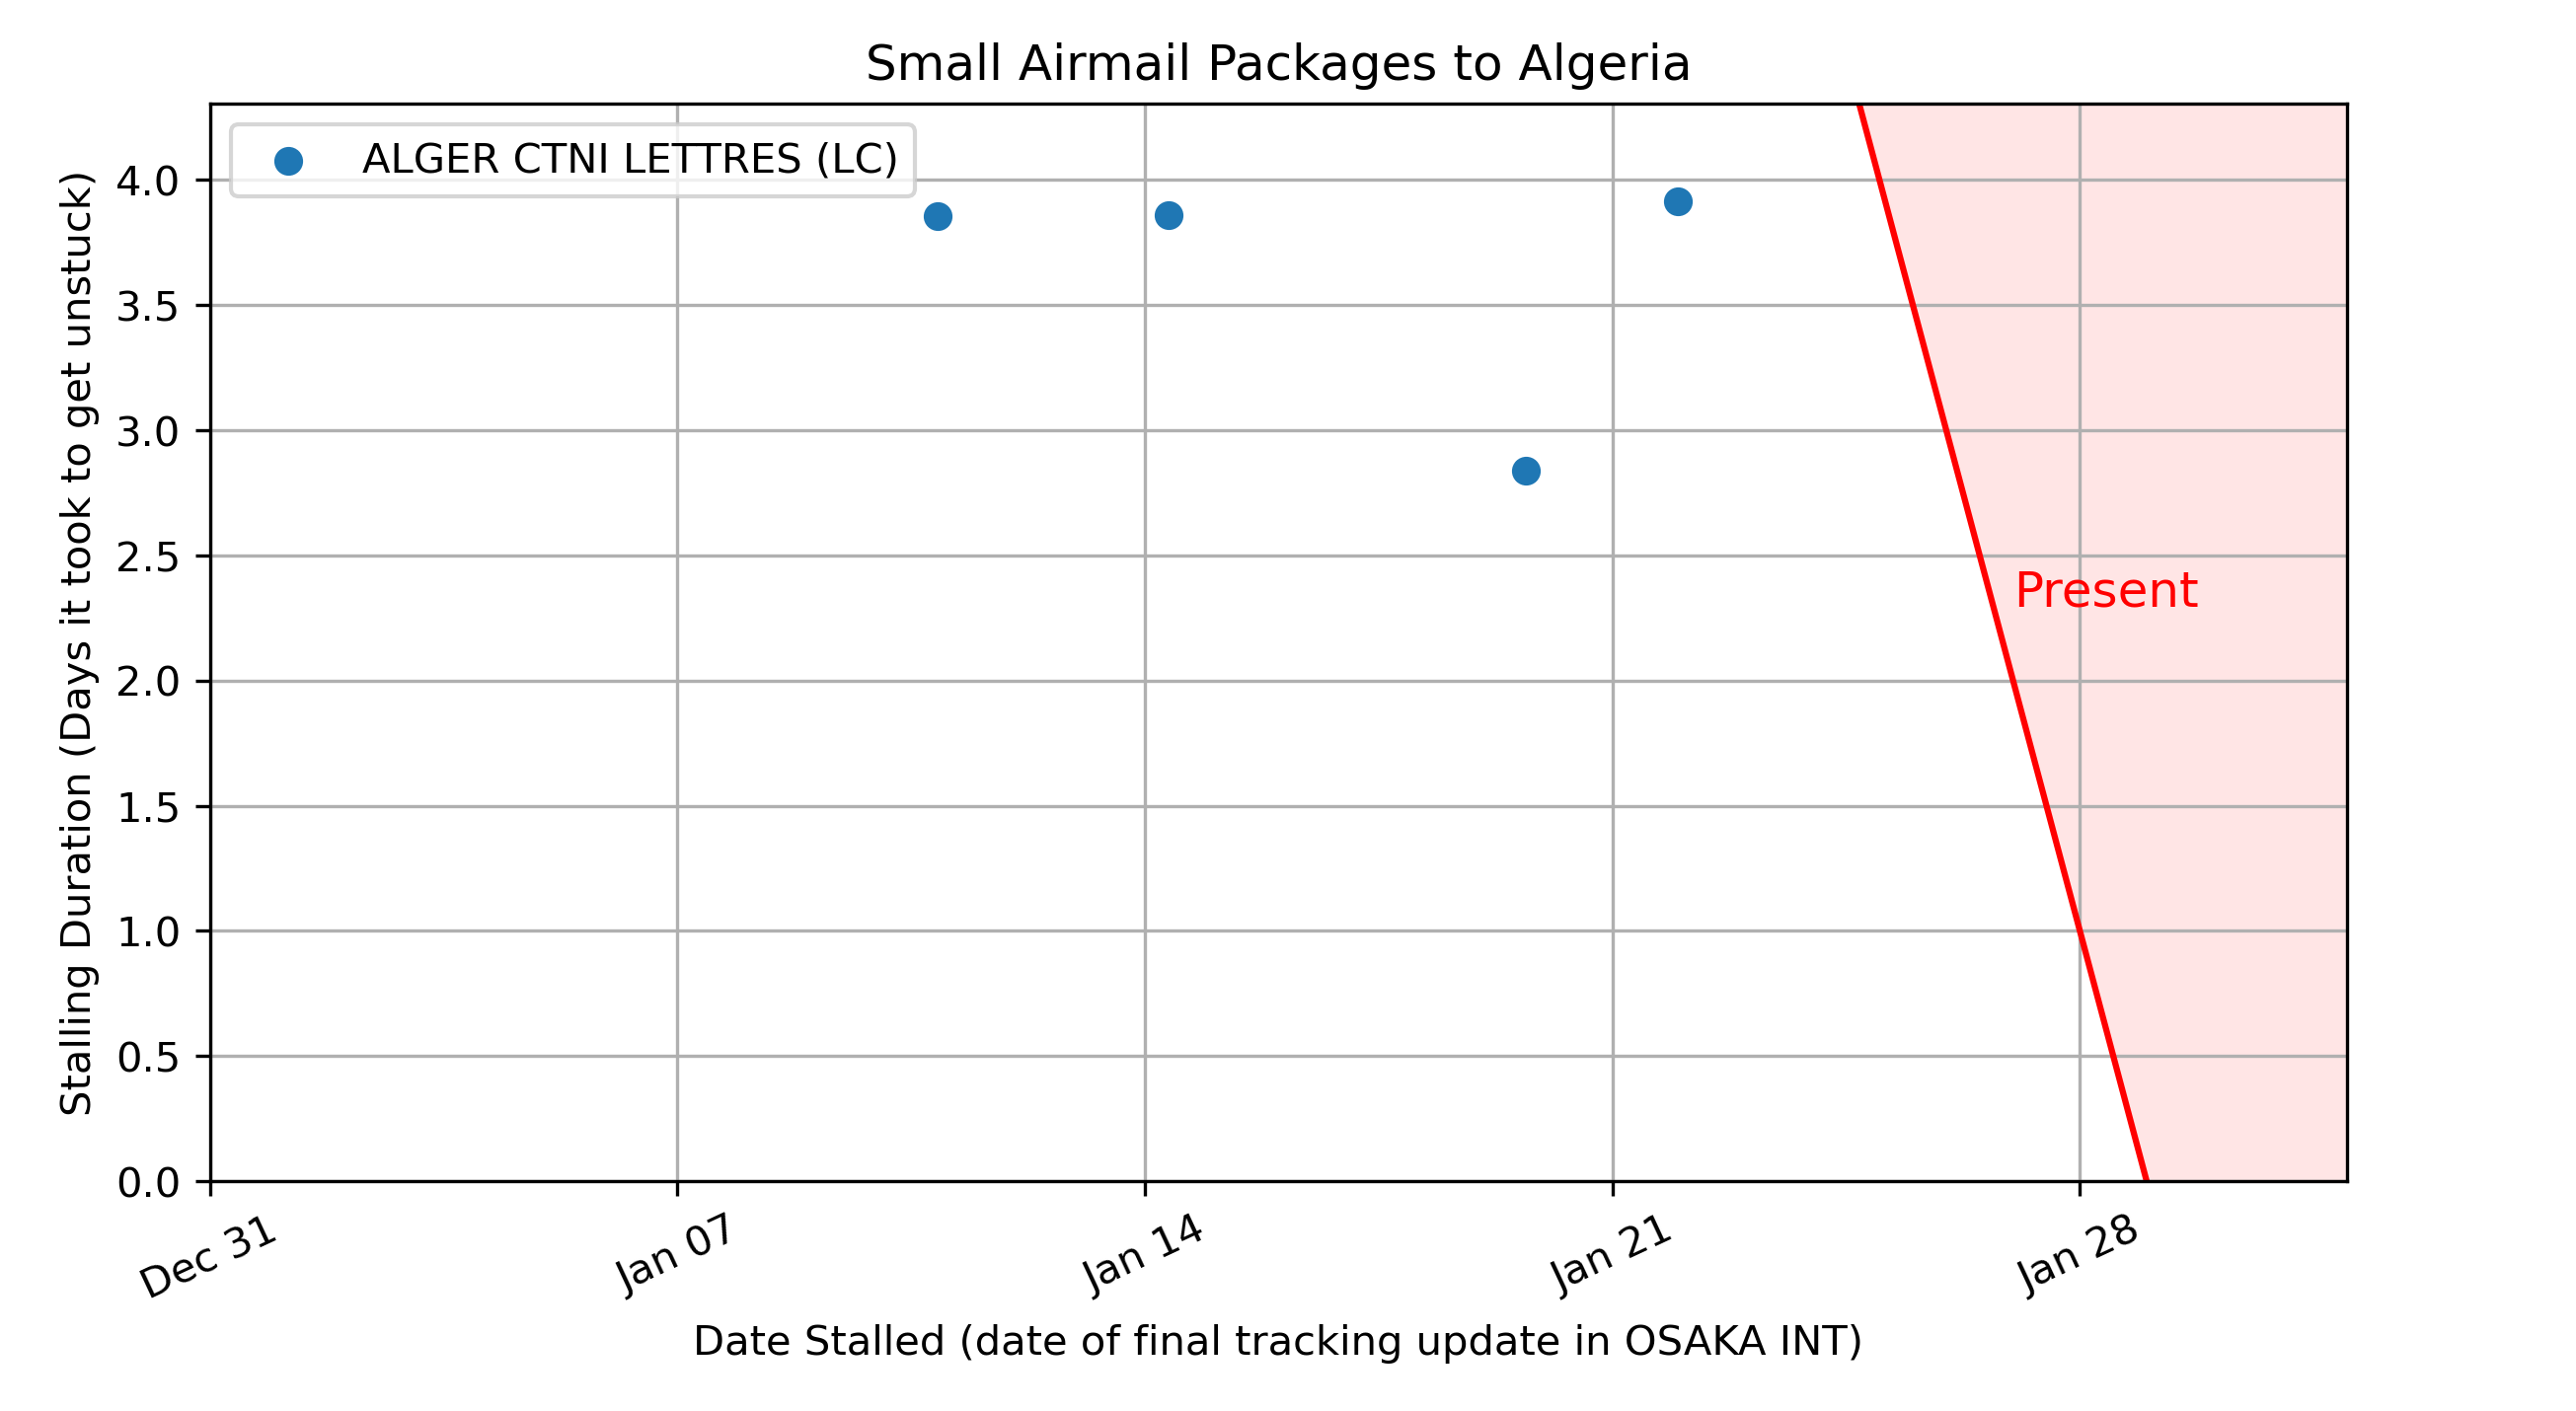 Small Airmail Packages to Algeria
ALGER CTNI LETTRES (LC)
Stalling Duration (Days it took to get unstuck)
4.0
3.5
3.0
2.5
2.0
1.5
1.0
0.5
0.0
Present
Dec 31
Jan 07
Jan 14
Jan 21
Jan 28
Date Stalled (date of final tracking update in OSAKA INT)